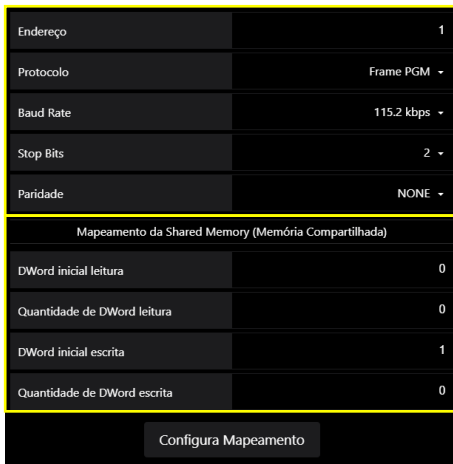 Endereço 1
Protocolo Frame PGM
Baud Rate 115.2 kbps
Stop Bits 2
Paridade NONE
Mapeamento da Shared Memory (Memória Compartilhada)
DWord inicial leitura 0
Quantidade de DWord leitura 0
DWord inicial escrita 1
Quantidade de DWord escrita 0
Configura Mapeamento